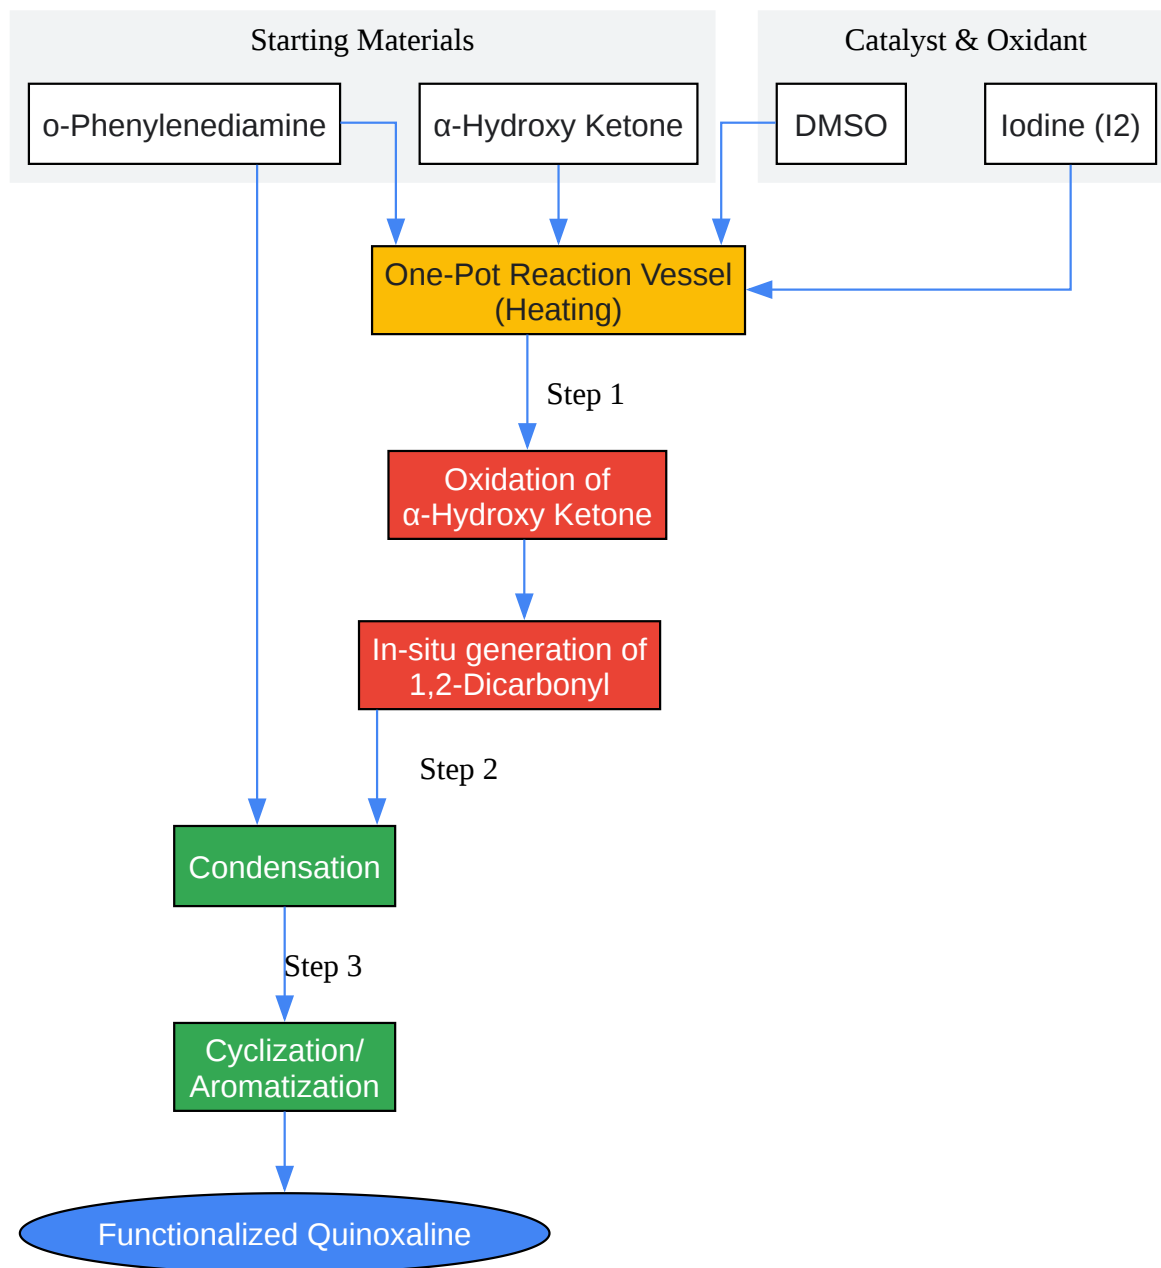 Starting Materials
Catalyst & Oxidant
o-Phenylenediamine
α-Hydroxy Ketone
DMSO
Iodine (I2)
One-Pot Reaction Vessel
(Heating)
Step 1
Oxidation of
α-Hydroxy Ketone
In-situ generation of
1,2-Dicarbonyl
Step 2
Condensation
Step 3
Cyclization/
Aromatization
Functionalized Quinoxaline